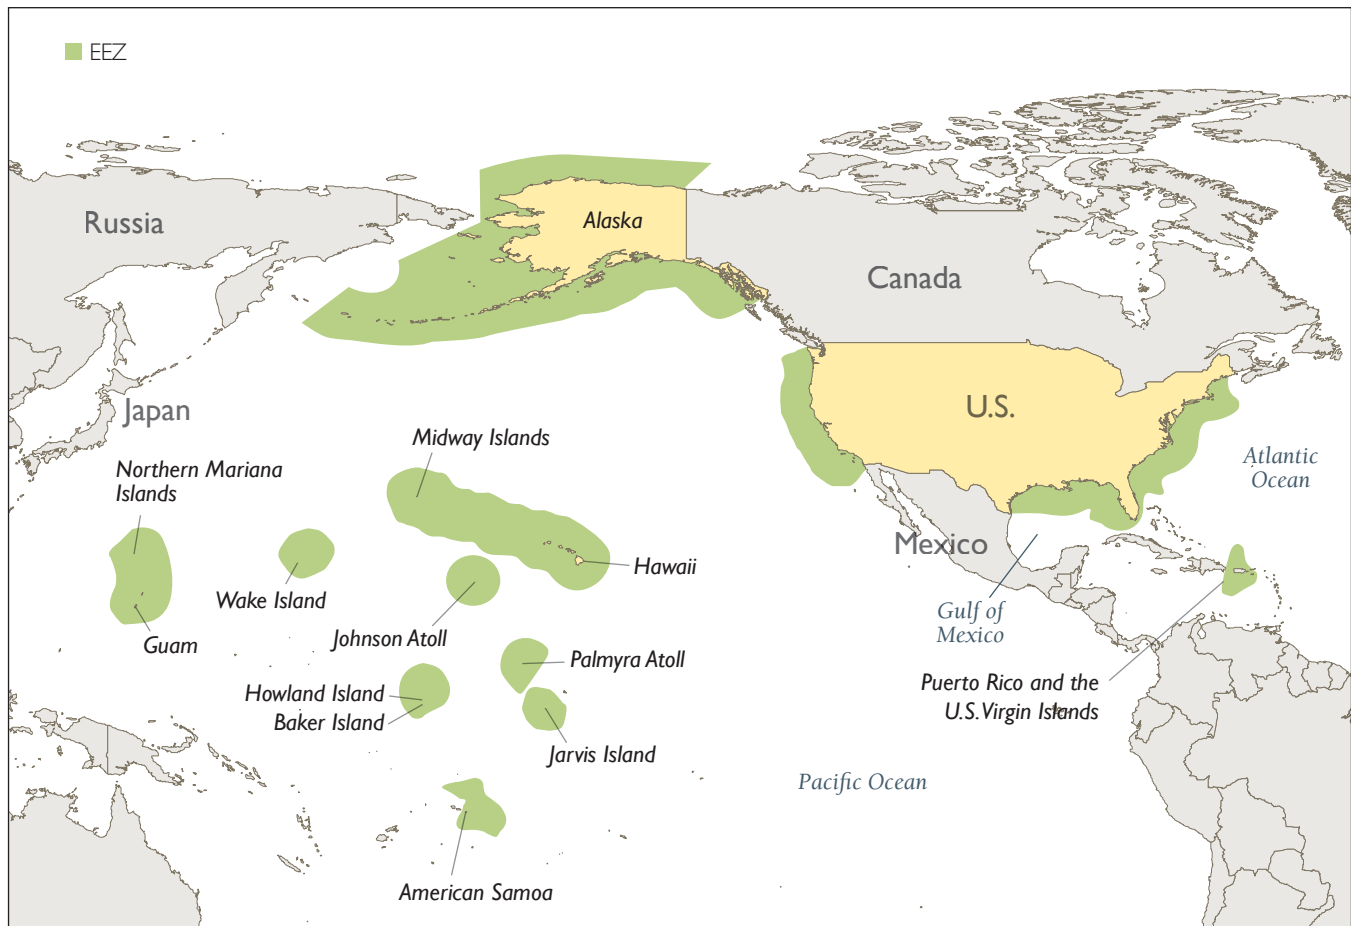 EEZ
Russia
Alaska
Canada
Japan
U.S.
Midway Islands
Atlantic
Ocean
Northern Mariana
Islands
Mexico
Hawaii
Wake Island
Gulf of
Mexico
Johnson Atoll
Guam
Palmyra Atoll
Puerto Rico and the
U.S. Virgin Islands
Howland Island
Baker Island
Jarvis Island
Pacific Ocean
American Samoa